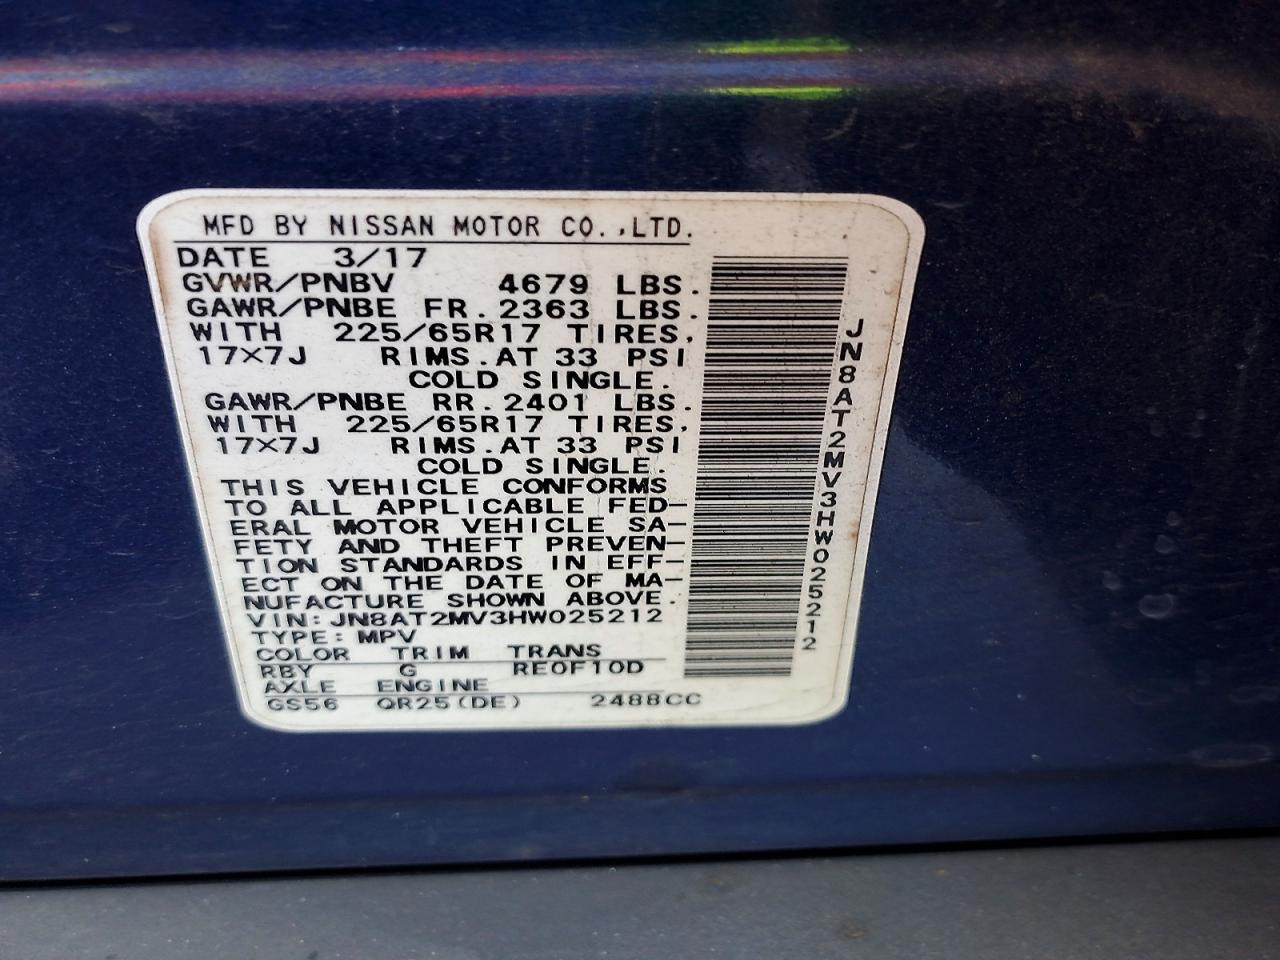 MFD BY NISSAN MOTOR CO.,LTD.
DATE 3/17
GVWR/PNBV 4679 LBS.
GAWR/PNBE FR. 2363 LBS.
WITH 225/65R17 TIRES,
17×7J RIMS.AT 33 PSI
COLD SINGLE.
GAWR/PNBE RR. 2401 LBS.
WITH 225/65R17 TIRES,
17×7J RIMS.AT 33 PSI
COLD SINGLE.
THIS VEHICLE CONFORMS
TO ALL APPLICABLE FED-
ERAL MOTOR VEHICLE SA-
FETY AND THEFT PREVEN-
TION STANDARDS IN EFF-
ECT ON THE DATE OF MA-
NUFACTURE SHOWN ABOVE.
VIN: JN8AT2MV3HW025212
TYPE: MPV
COLOR TRIM TRANS
RBY G RE0F10D
AXLE ENGINE
GS56 QR25(DE) 2488CC
JN8AT2MV3HW025212